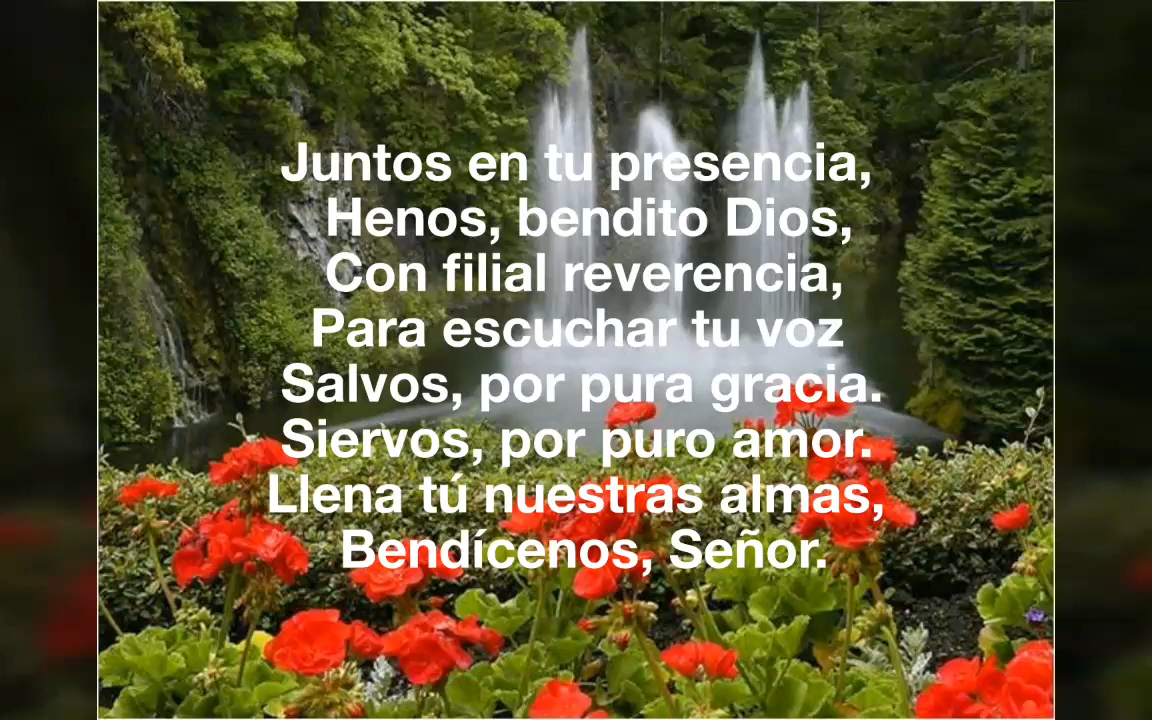 Juntos en tu presencia,
Henos, bendito Dios,
Con filial reverencia,
Para escuchar tu voz
Salvos, por pura gracia.
Siervos, por puro amor.
Llena tú nuestras almas,
Bendícenos, Señor.